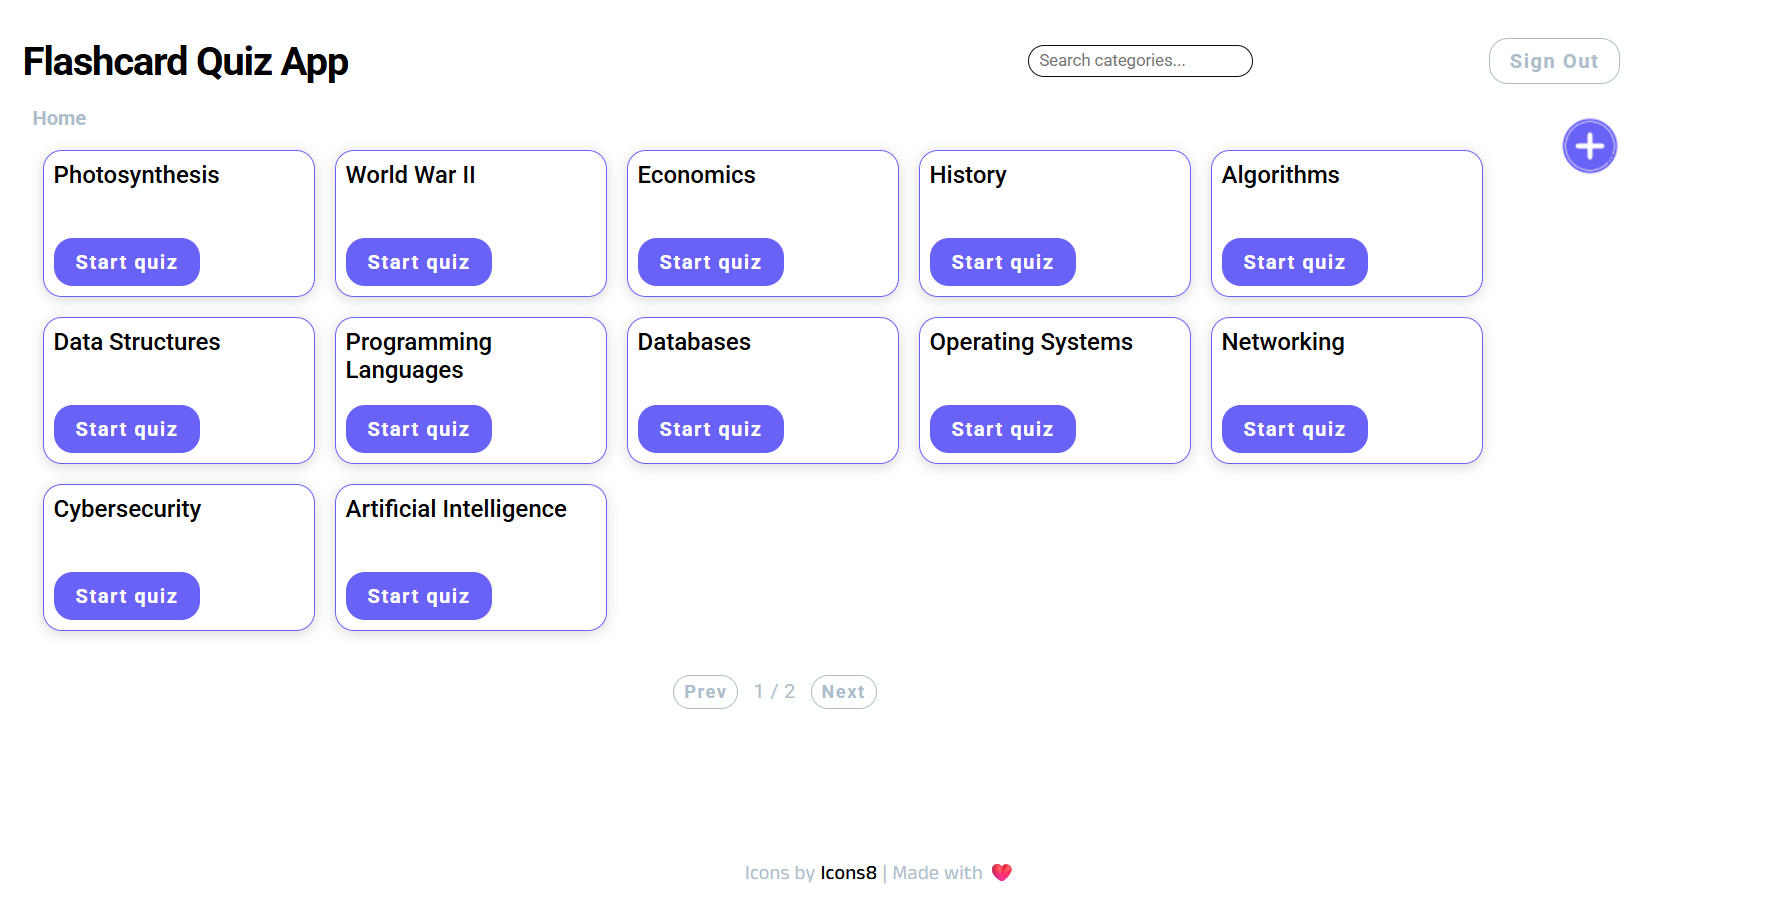 Flashcard Quiz App
Search categories...
Sign Out
Home
Photosynthesis
Start quiz
World War II
Start quiz
Economics
Start quiz
History
Start quiz
Algorithms
Start quiz
Data Structures
Start quiz
Programming
Languages
Start quiz
Databases
Start quiz
Operating Systems
Start quiz
Networking
Start quiz
Cybersecurity
Start quiz
Artificial Intelligence
Start quiz
Prev 1 / 2 Next
Icons by Icons8 | Made with